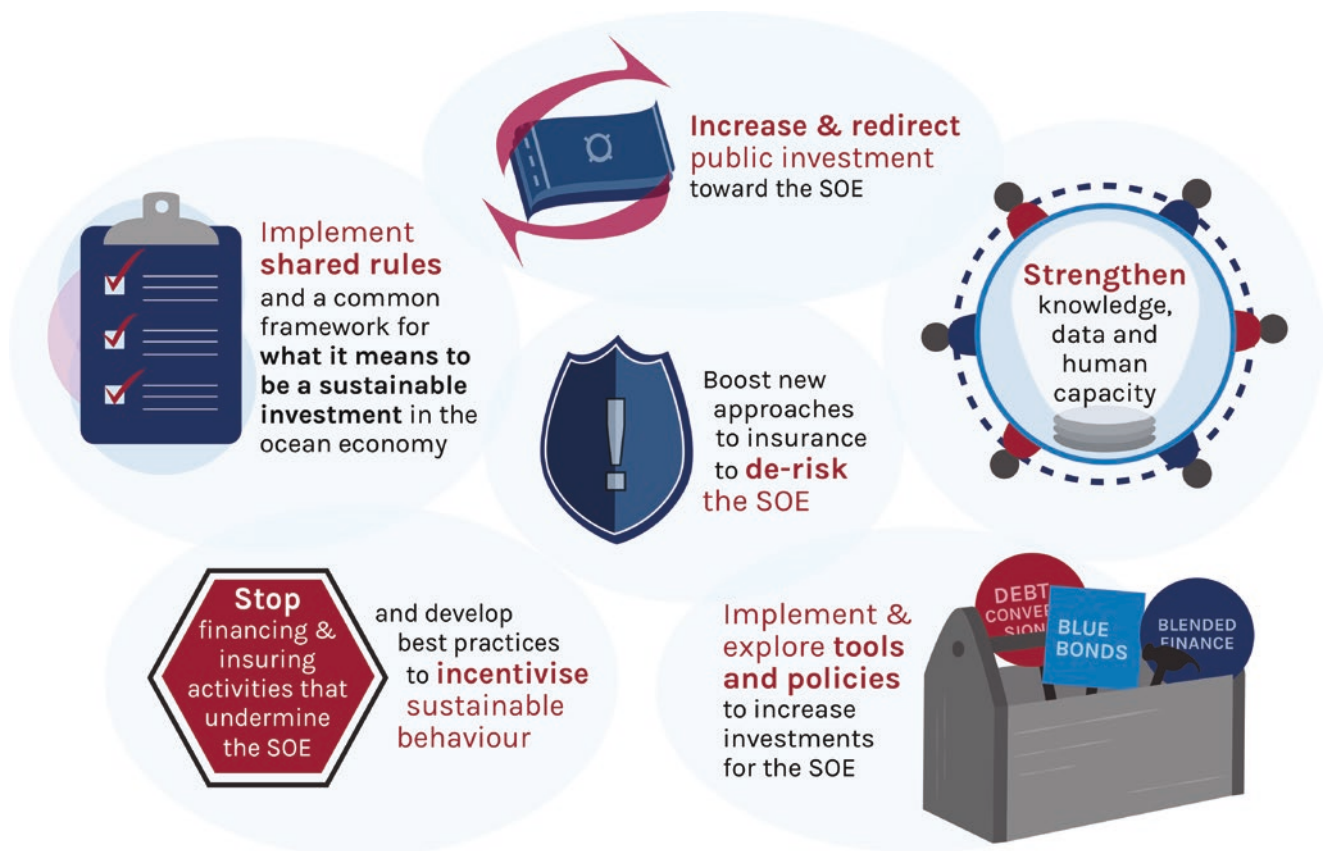 Increase & redirect
public investment
toward the SOE
Implement
shared rules
and a common
framework for
what it means to
be a sustainable
investment in the
ocean economy
Strengthen
knowledge,
data and
human
capacity
Boost new
approaches
to insurance
to de-risk
the SOE
Stop
financing &
insuring
activities that
undermine
the SOE
and develop
best practices
to incentivise
sustainable
behaviour
Implement &
explore tools
and policies
to increase
investments
for the SOE
DEBT
CONVER
SION
BLUE
BONDS
BLENDED
FINANCE